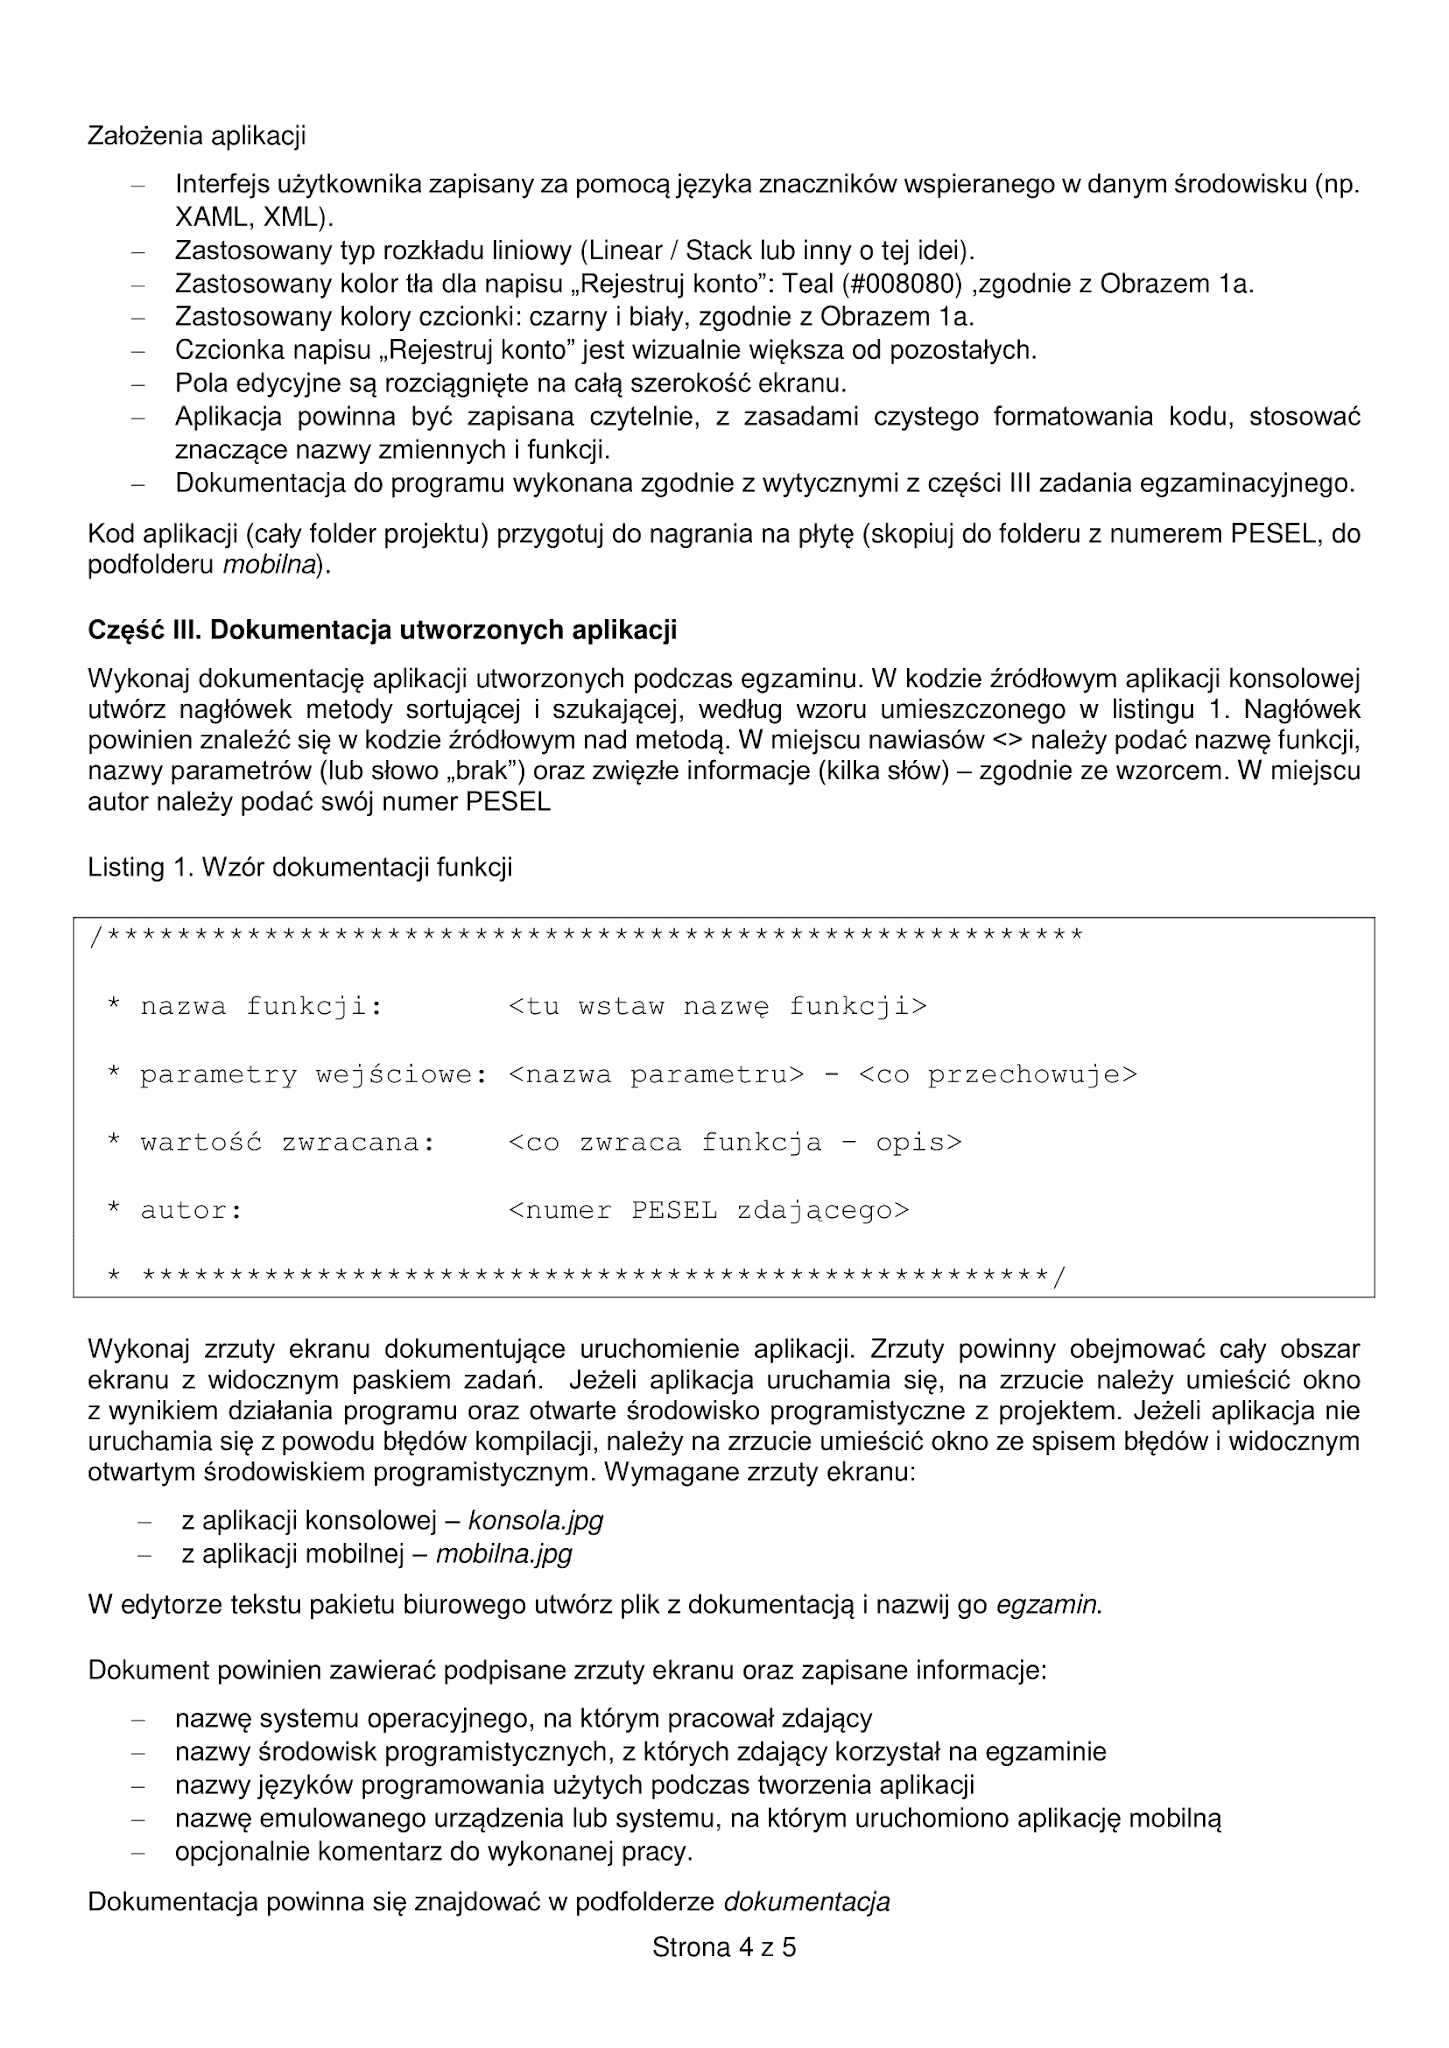 Założenia aplikacji
– Interfejs użytkownika zapisany za pomocą języka znaczników wspieranego w danym środowisku (np.
XAML, XML).
– Zastosowany typ rozkładu liniowy (Linear / Stack lub inny o tej idei).
– Zastosowany kolor tła dla napisu „Rejestruj konto”: Teal (#008080) ,zgodnie z Obrazem 1a.
– Zastosowany kolory czcionki: czarny i biały, zgodnie z Obrazem 1a.
– Czcionka napisu „Rejestruj konto” jest wizualnie większa od pozostałych.
– Pola edycyjne są rozciągnięte na całą szerokość ekranu.
– Aplikacja powinna być zapisana czytelnie, z zasadami czystego formatowania kodu, stosować
znaczące nazwy zmiennych i funkcji.
– Dokumentacja do programu wykonana zgodnie z wytycznymi z części III zadania egzaminacyjnego.
Kod aplikacji (cały folder projektu) przygotuj do nagrania na płytę (skopiuj do folderu z numerem PESEL, do
podfolderu mobilna).
Część III. Dokumentacja utworzonych aplikacji
Wykonaj dokumentację aplikacji utworzonych podczas egzaminu. W kodzie źródłowym aplikacji konsolowej
utwórz nagłówek metody sortującej i szukającej, według wzoru umieszczonego w listingu 1. Nagłówek
powinien znaleźć się w kodzie źródłowym nad metodą. W miejscu nawiasów <> należy podać nazwę funkcji,
nazwy parametrów (lub słowo „brak”) oraz zwięzłe informacje (kilka słów) – zgodnie ze wzorcem. W miejscu
autor należy podać swój numer PESEL
Listing 1. Wzór dokumentacji funkcji
/********************************************************
* nazwa funkcji: <tu wstaw nazwę funkcji>
* parametry wejściowe: <nazwa parametru> - <co przechowuje>
* wartość zwracana: <co zwraca funkcja - opis>
* autor: <numer PESEL zdającego>
* ****************************************************/
Wykonaj zrzuty ekranu dokumentujące uruchomienie aplikacji. Zrzuty powinny obejmować cały obszar
ekranu z widocznym paskiem zadań. Jeżeli aplikacja uruchamia się, na zrzucie należy umieścić okno
z wynikiem działania programu oraz otwarte środowisko programistyczne z projektem. Jeżeli aplikacja nie
uruchamia się z powodu błędów kompilacji, należy na zrzucie umieścić okno ze spisem błędów i widocznym
otwartym środowiskiem programistycznym. Wymagane zrzuty ekranu:
– z aplikacji konsolowej – konsola.jpg
– z aplikacji mobilnej – mobilna.jpg
W edytorze tekstu pakietu biurowego utwórz plik z dokumentacją i nazwij go egzamin.
Dokument powinien zawierać podpisane zrzuty ekranu oraz zapisane informacje:
– nazwę systemu operacyjnego, na którym pracował zdający
– nazwy środowisk programistycznych, z których zdający korzystał na egzaminie
– nazwy języków programowania użytych podczas tworzenia aplikacji
– nazwę emulowanego urządzenia lub systemu, na którym uruchomiono aplikację mobilną
– opcjonalnie komentarz do wykonanej pracy.
Dokumentacja powinna się znajdować w podfolderze dokumentacja
Strona 4 z 5